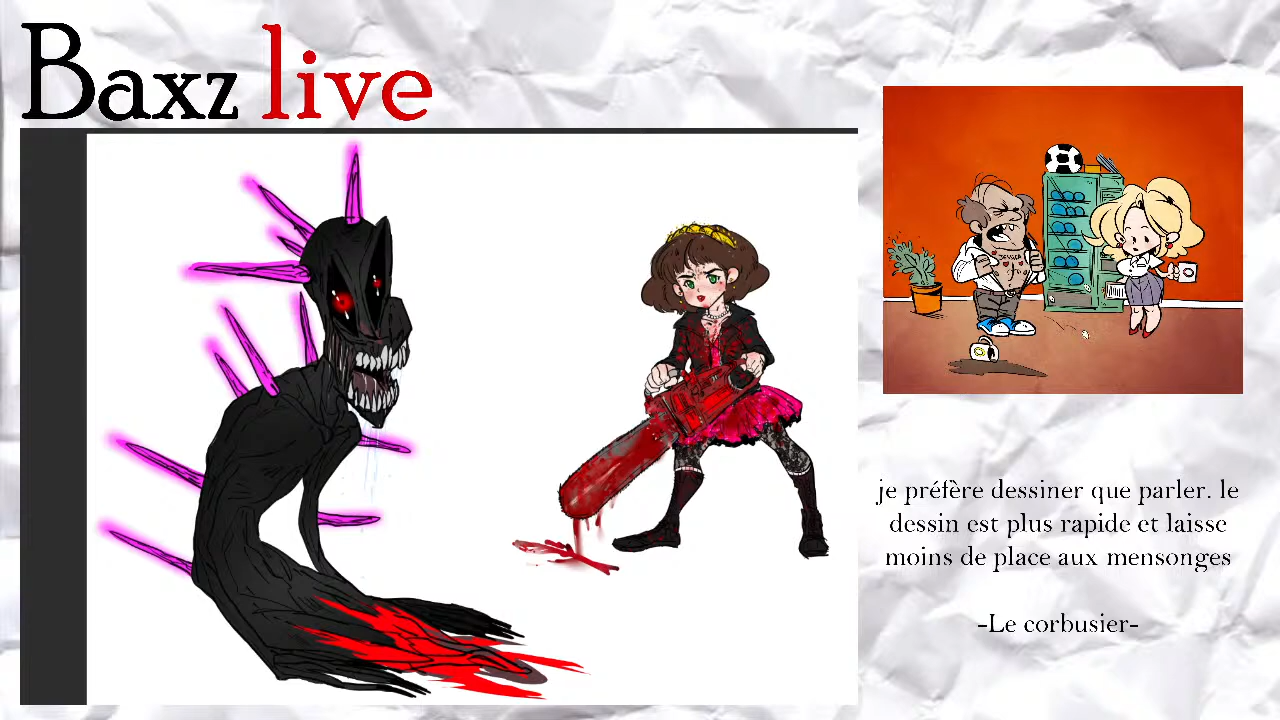 Baxz live
je préfère dessiner que parler. le
dessin est plus rapide et laisse
moins de place aux mensonges
-Le corbusier-